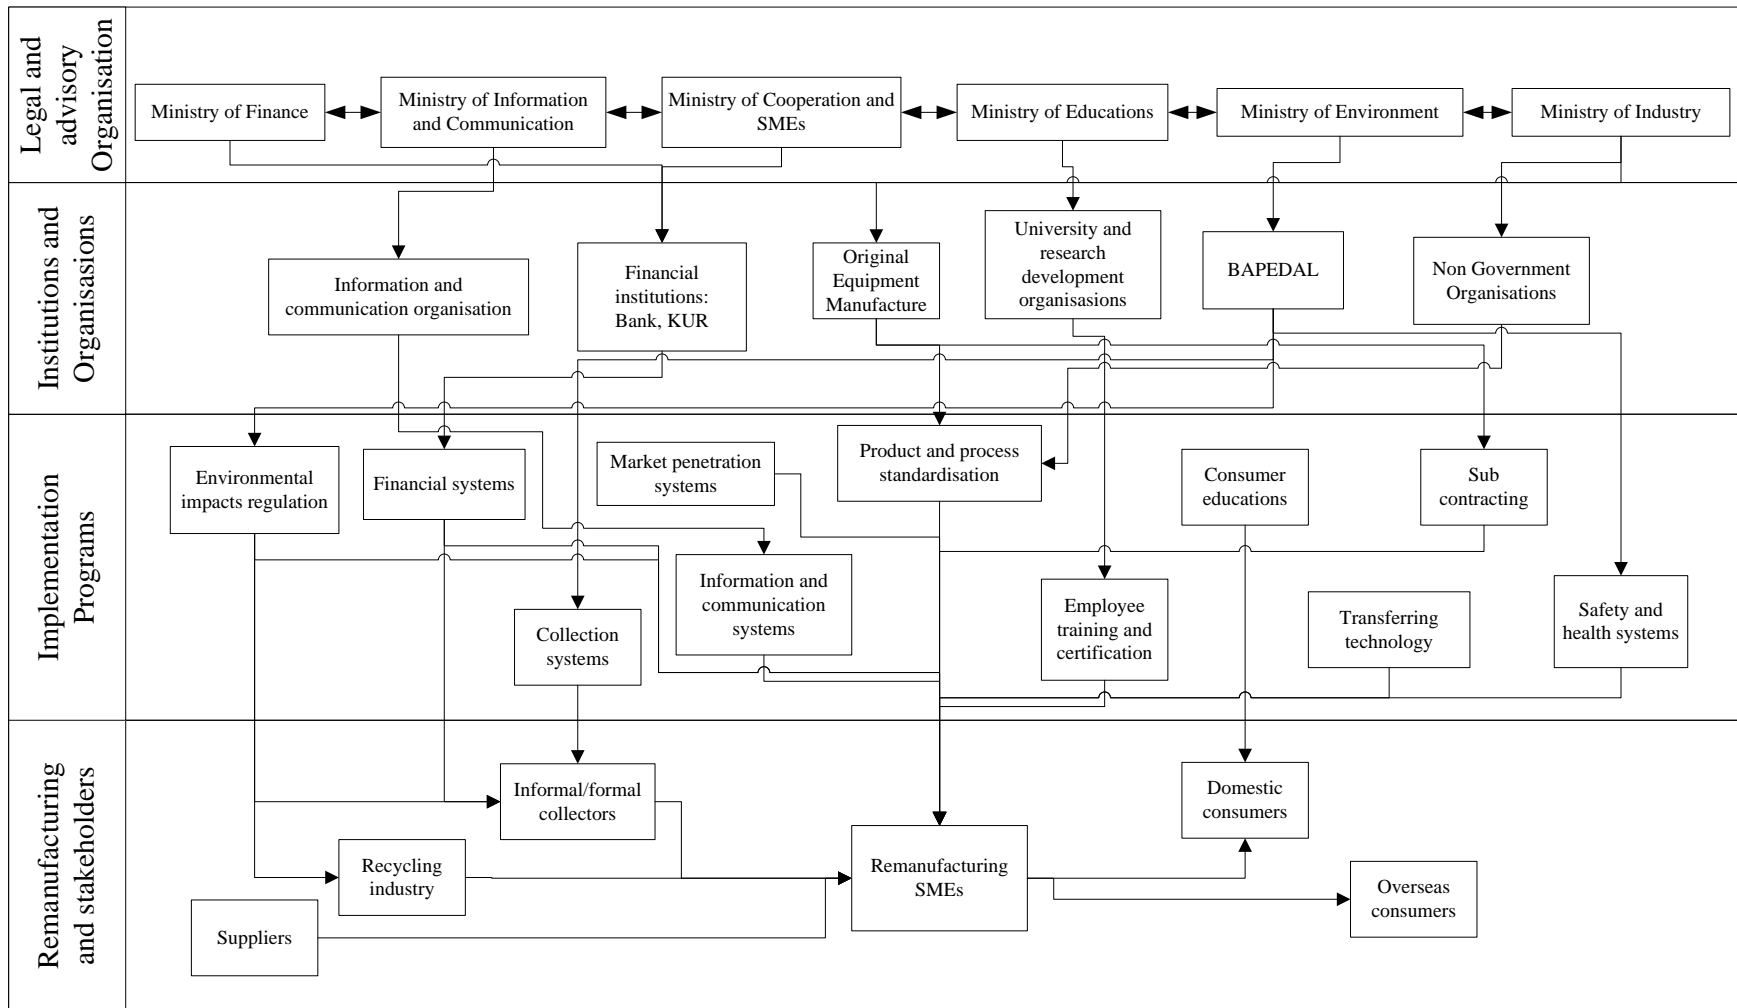 Legal and
advisory
Organisation
Ministry of Finance
Ministry of Information
and Communication
Ministry of Cooperation and
SMEs
Ministry of Educations
Ministry of Environment
Ministry of Industry
Institutions and
Organisasions
Information and
communication organisation
Financial
institutions:
Bank, KUR
Original
Equipment
Manufacture
University and
research
development
organisasions
BAPEDAL
Non Government
Organisations
Implementation
Programs
Environmental
impacts regulation
Financial systems
Market penetration
systems
Product and process
standardisation
Consumer
educations
Sub
contracting
Collection
systems
Information and
communication
systems
Employee
training and
certification
Transferring
technology
Safety and
health systems
Remanufacturing
and stakeholders
Informal/formal
collectors
Domestic
consumers
Recycling
industry
Remanufacturing
SMEs
Overseas
consumers
Suppliers